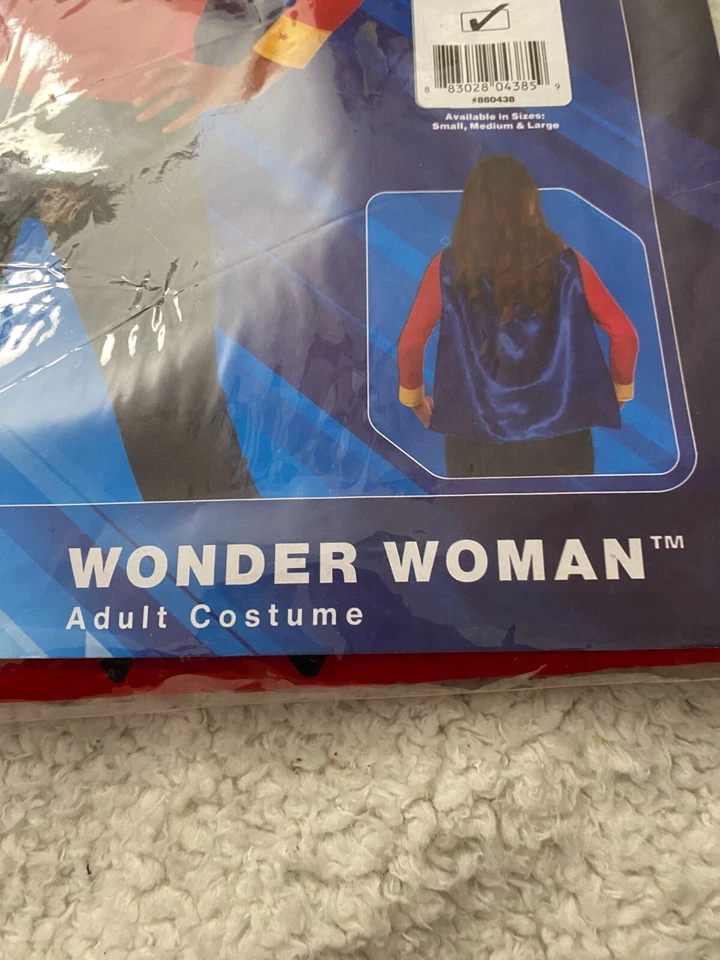 8 83028 04385 9
#880438
Available in Sizes:
Small, Medium & Large
WONDER WOMAN™
Adult Costume